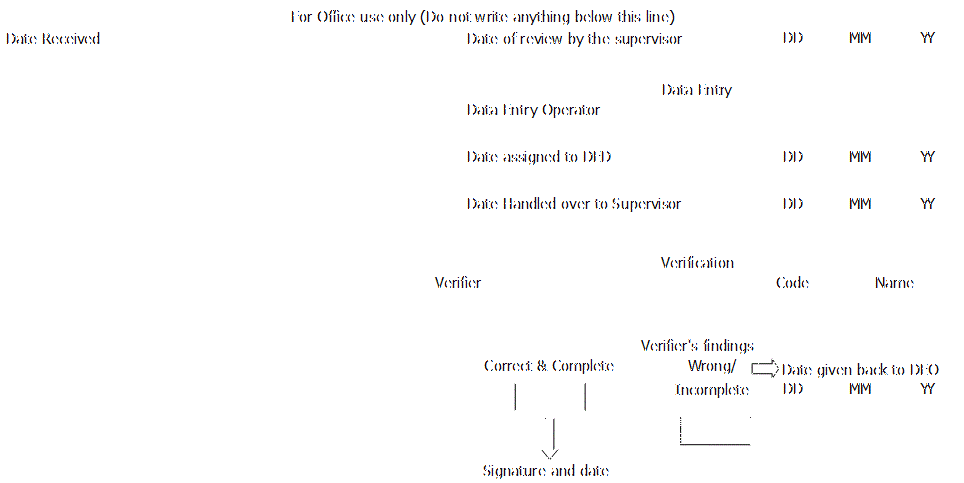 For Office use only (Do not write anything below this line)
Date Received Date of review by the supervisor DD MM YY
Data Entry
Data Entry Operator
Date assigned to DEO DD MM YY
Date Handled over to Supervisor DD MM YY
Verification
Verifier Code Name
Verifier's findings
Correct & Complete Wrong/ Date given back to DEO
Incomplete DD MM YY
Signature and date